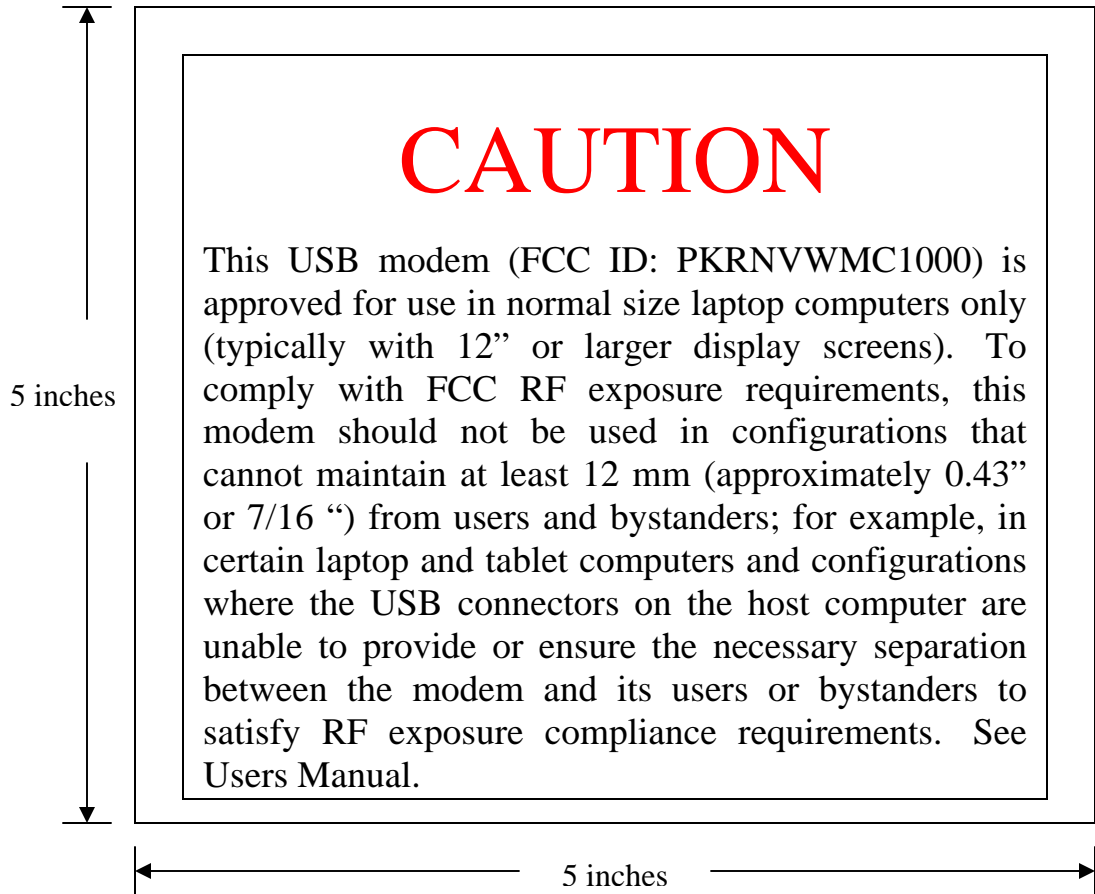 CAUTION
This USB modem (FCC ID: PKRNVWMC1000) is
approved for use in normal size laptop computers only
(typically with 12” or larger display screens). To
comply with FCC RF exposure requirements, this
modem should not be used in configurations that
cannot maintain at least 12 mm (approximately 0.43”
or 7/16 “) from users and bystanders; for example, in
certain laptop and tablet computers and configurations
where the USB connectors on the host computer are
unable to provide or ensure the necessary separation
between the modem and its users or bystanders to
satisfy RF exposure compliance requirements. See
Users Manual.
5 inches
5 inches